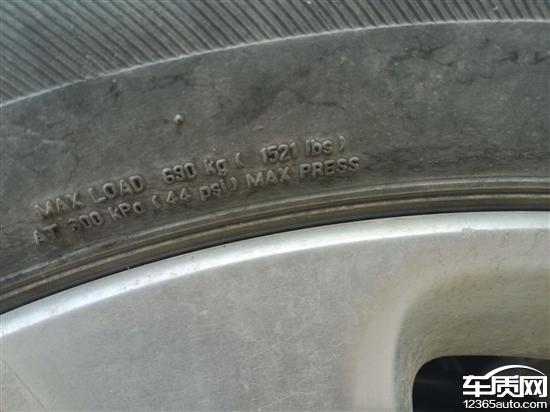 MAX LOAD 690 kg ( 1521 lbs )
AT 300 kPa (44 psi) MAX PRESS
车质网
12365auto.com